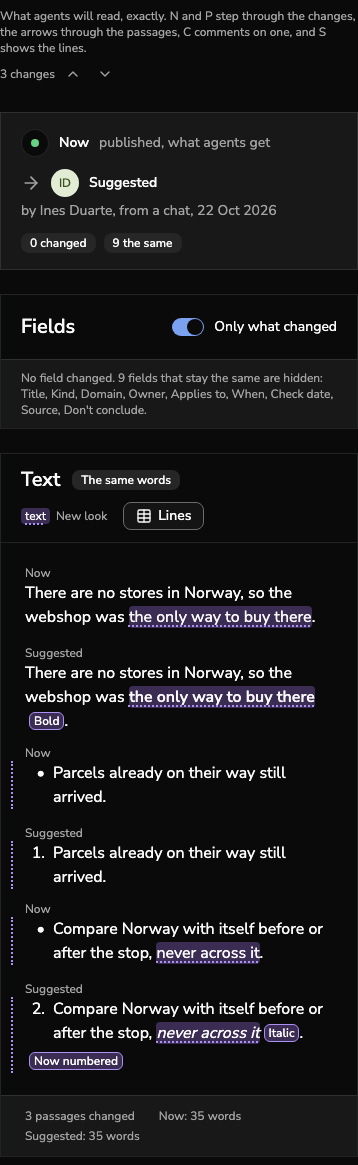 What agents will read, exactly. N and P step through the changes,
the arrows through the passages, C comments on one, and S
shows the lines.
3 changes
Now published, what agents get
ID Suggested
by Ines Duarte, from a chat, 22 Oct 2026
0 changed 9 the same
Fields Only what changed
No field changed. 9 fields that stay the same are hidden:
Title, Kind, Domain, Owner, Applies to, When, Check date,
Source, Don't conclude.
Text The same words
text New look Lines
Now
There are no stores in Norway, so the
webshop was the only way to buy there.
Suggested
There are no stores in Norway, so the
webshop was the only way to buy there
Bold.
Now
• Parcels already on their way still
arrived.
Suggested
1. Parcels already on their way still
arrived.
Now
• Compare Norway with itself before or
after the stop, never across it.
Suggested
2. Compare Norway with itself before or
after the stop, never across it Italic.
Now numbered
3 passages changed Now: 35 words
Suggested: 35 words